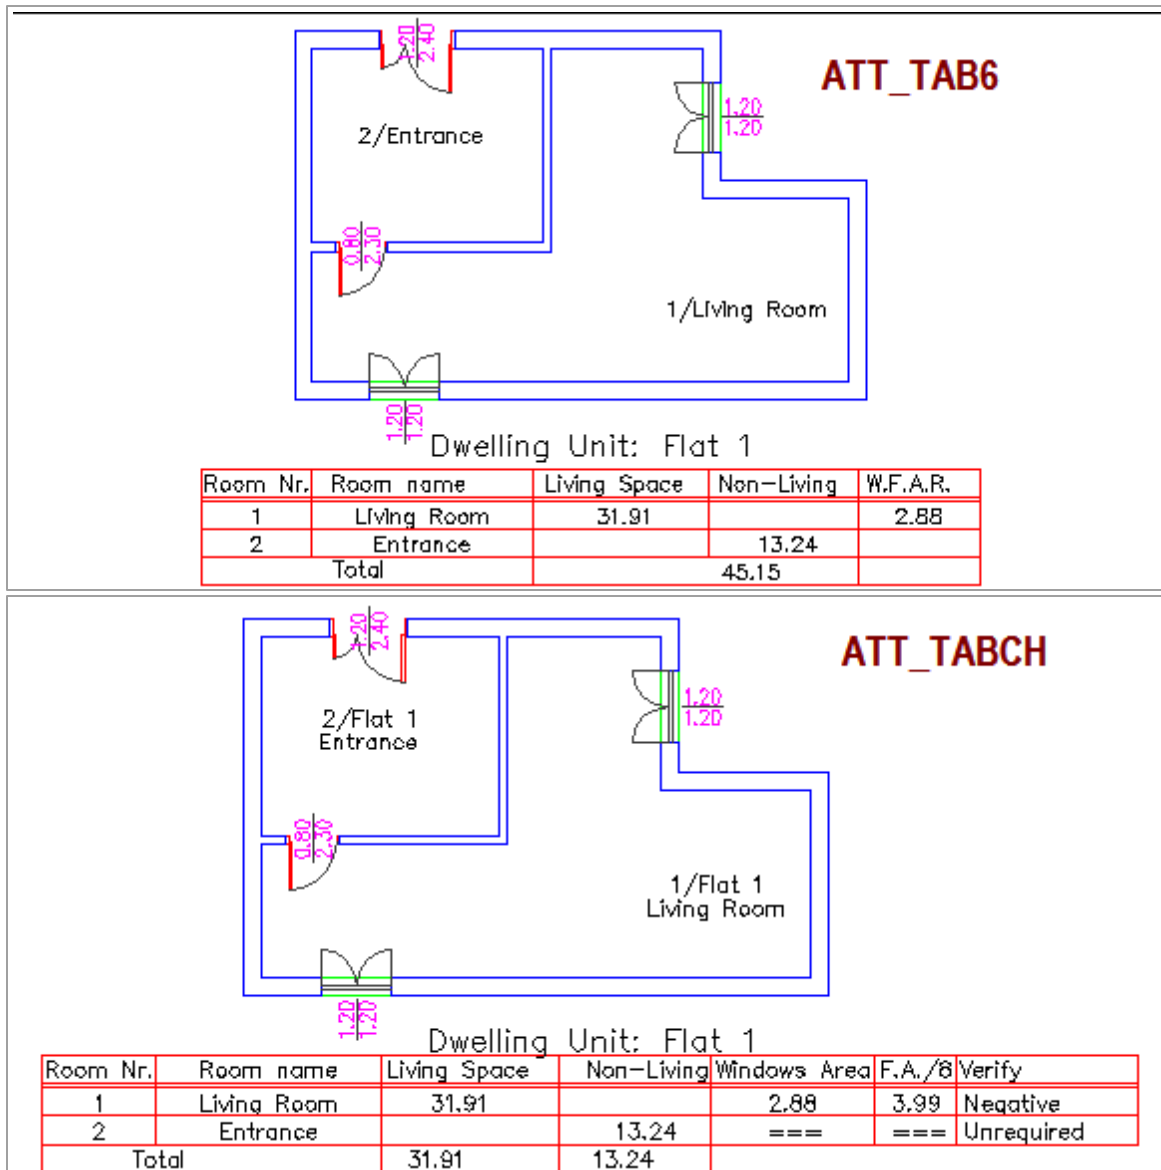 1.20
2.40
ATT_TAB6
1.20
1.20
2/Entrance
0.80
2.30
1/Living Room
1.20
1.20
Dwelling Unit: Flat 1
Room Nr. Room name Living Space Non-Living W.F.A.R.
1 Living Room 31.91 2.88
2 Entrance 13.24
Total 45.15
1.20
2.40
ATT_TABCH
1.20
1.20
2/Flat 1
Entrance
0.80
2.30
1/Flat 1
Living Room
1.20
1.20
Dwelling Unit: Flat 1
Room Nr. Room name Living Space Non-Living Windows Area F.A./8 Verify
1 Living Room 31.91 2.88 3.99 Negative
2 Entrance 13.24 === === Unrequired
Total 31.91 13.24